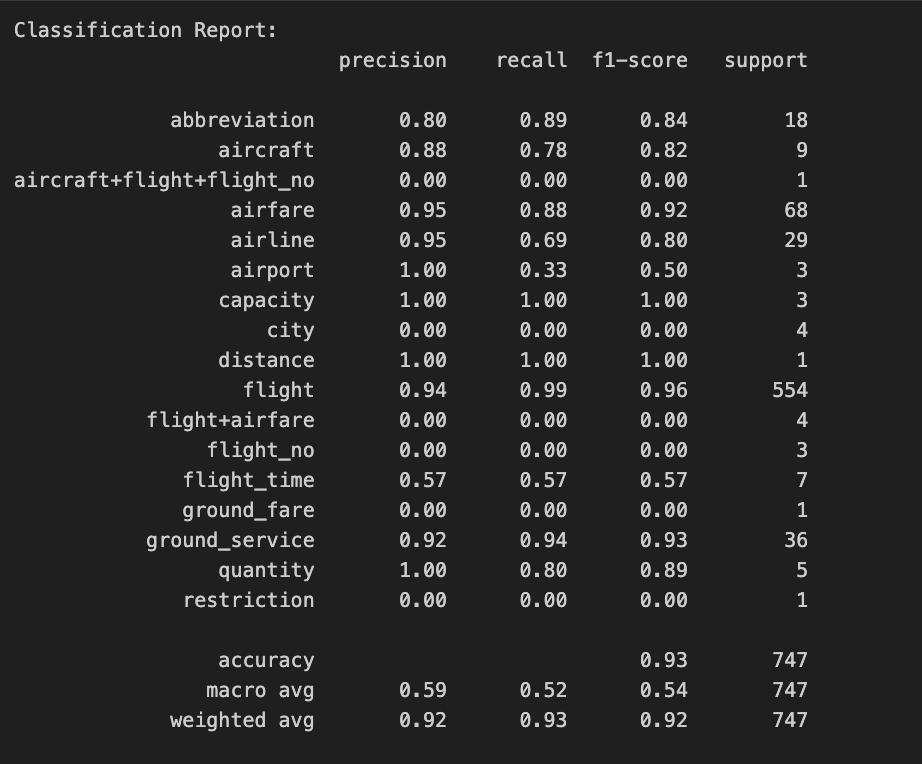 Classification Report:
precision recall f1-score support
abbreviation 0.80 0.89 0.84 18
aircraft 0.88 0.78 0.82 9
aircraft+flight+flight_no 0.00 0.00 0.00 1
airfare 0.95 0.88 0.92 68
airline 0.95 0.69 0.80 29
airport 1.00 0.33 0.50 3
capacity 1.00 1.00 1.00 3
city 0.00 0.00 0.00 4
distance 1.00 1.00 1.00 1
flight 0.94 0.99 0.96 554
flight+airfare 0.00 0.00 0.00 4
flight_no 0.00 0.00 0.00 3
flight_time 0.57 0.57 0.57 7
ground_fare 0.00 0.00 0.00 1
ground_service 0.92 0.94 0.93 36
quantity 1.00 0.80 0.89 5
restriction 0.00 0.00 0.00 1
accuracy 0.93 747
macro avg 0.59 0.52 0.54 747
weighted avg 0.92 0.93 0.92 747